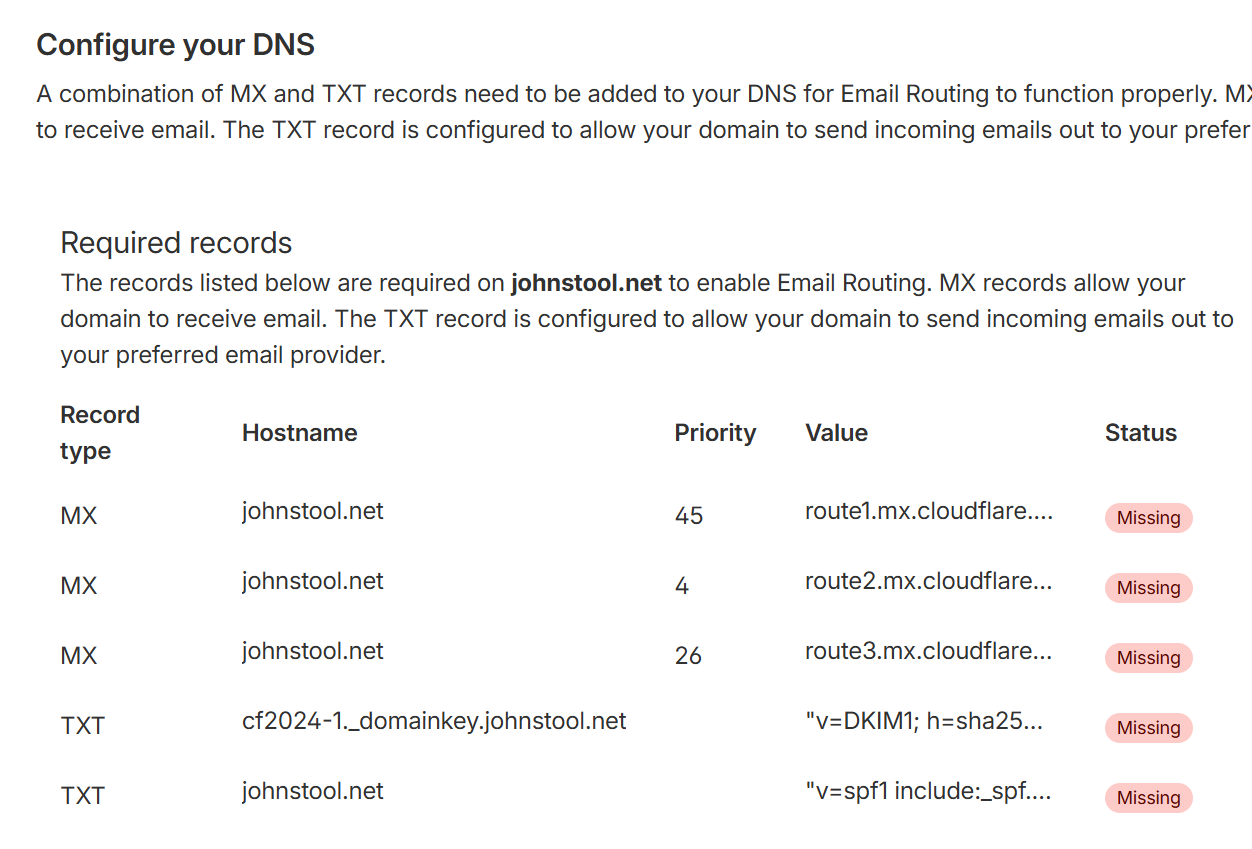 Configure your DNS
A combination of MX and TXT records need to be added to your DNS for Email Routing to function properly. MX
to receive email. The TXT record is configured to allow your domain to send incoming emails out to your prefer
Required records
The records listed below are required on johnstool.net to enable Email Routing. MX records allow your
domain to receive email. The TXT record is configured to allow your domain to send incoming emails out to
your preferred email provider.
Record type Hostname Priority Value Status
MX johnstool.net 45 route1.mx.cloudflare.... Missing
MX johnstool.net 4 route2.mx.cloudflare... Missing
MX johnstool.net 26 route3.mx.cloudflare... Missing
TXT cf2024-1._domainkey.johnstool.net "v=DKIM1; h=sha25... Missing
TXT johnstool.net "v=spf1 include:_spf.... Missing